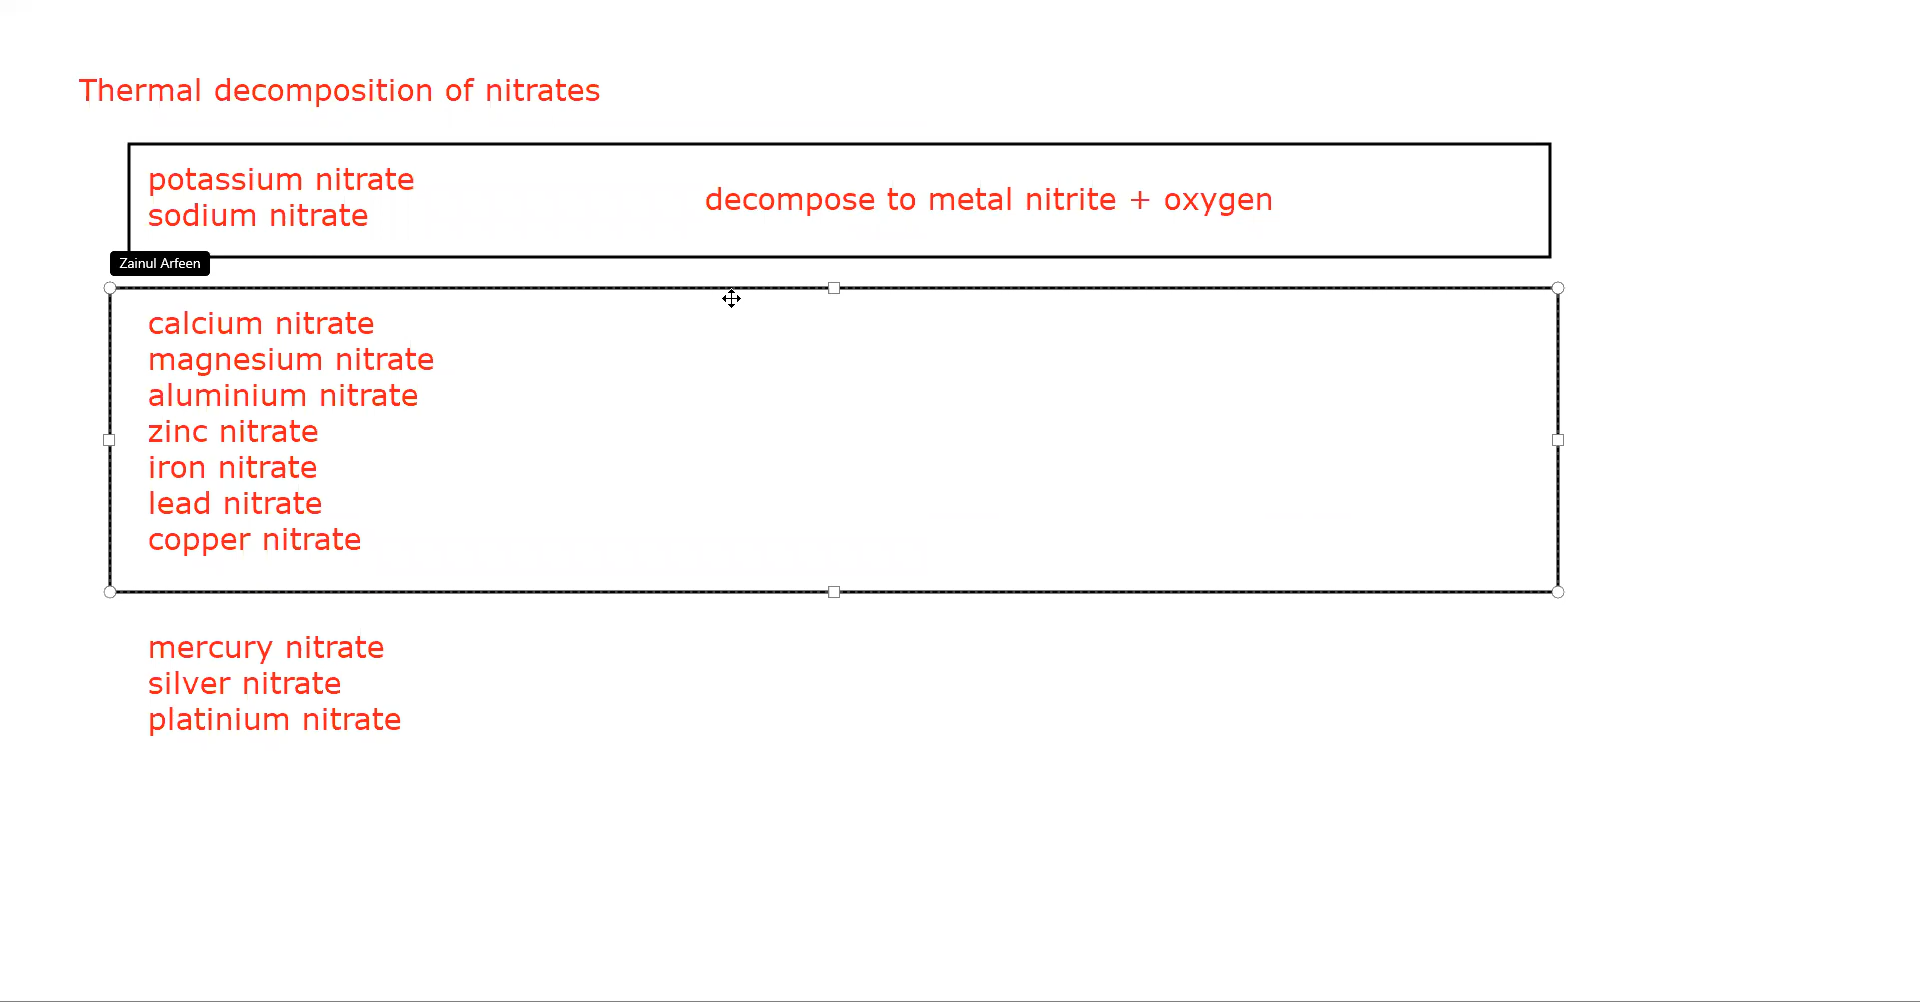 Thermal decomposition of nitrates
potassium nitrate
sodium nitrate
decompose to metal nitrite + oxygen
Zainul Arfeen
calcium nitrate
magnesium nitrate
aluminium nitrate
zinc nitrate
iron nitrate
lead nitrate
copper nitrate
mercury nitrate
silver nitrate
platinium nitrate